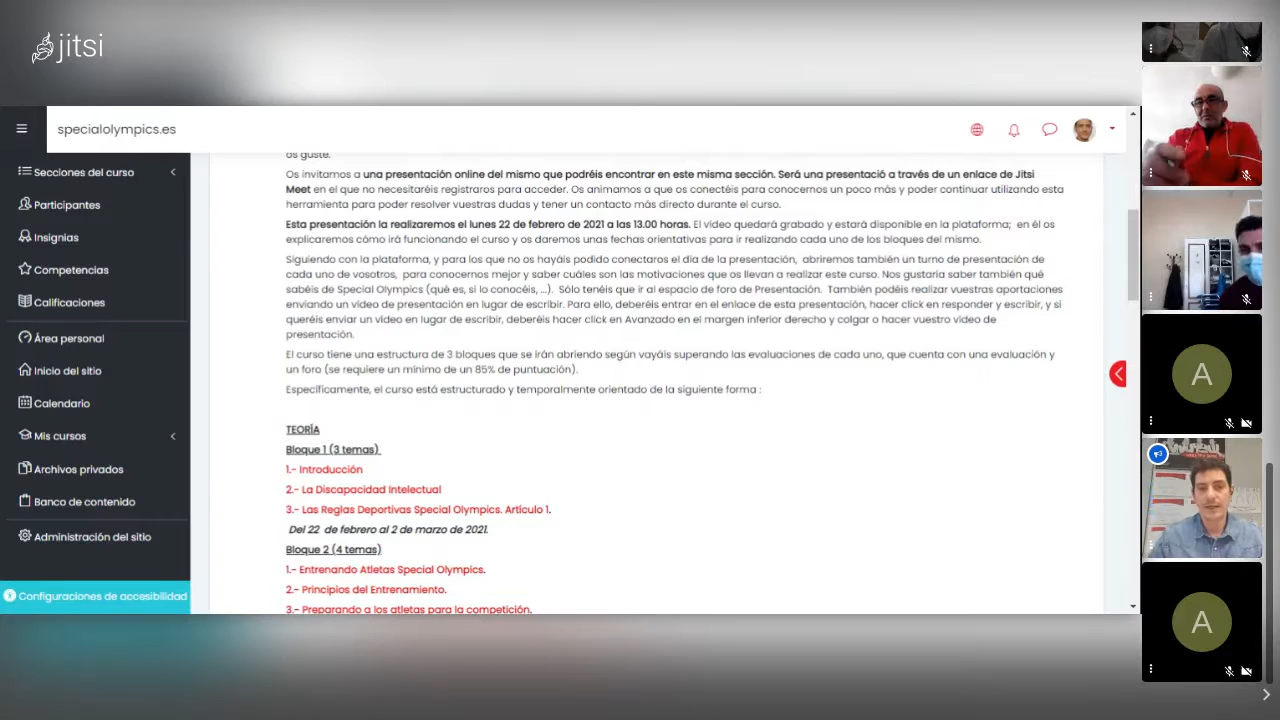 jitsi
specialolympics.es
Secciones del curso
Participantes
Insignias
Competencias
Calificaciones
Área personal
Inicio del sitio
Calendario
Mis cursos
Archivos privados
Banco de contenido
Administración del sitio
Configuraciones de accesibilidad
os guste.
Os invitamos a una presentación online del mismo que podréis encontrar en este misma sección. Será una presentació a través de un enlace de Jitsi
Meet en el que no necesitaréis registraros para acceder. Os animamos a que os conectéis para conocernos un poco más y poder continuar utilizando esta
herramienta para poder resolver vuestras dudas y tener un contacto más directo durante el curso.
Esta presentación la realizaremos el lunes 22 de febrero de 2021 a las 13.00 horas. El vídeo quedará grabado y estará disponible en la plataforma; en él os
explicaremos cómo irá funcionando el curso y os daremos unas fechas orientativas para ir realizando cada uno de los bloques del mismo.
Siguiendo con la plataforma, y para los que no os hayáis podido conectaros el día de la presentación, abriremos también un turno de presentación de
cada uno de vosotros, para conocernos mejor y saber cuáles son las motivaciones que os llevan a realizar este curso. Nos gustaría saber también qué
sabéis de Special Olympics (qué es, si lo conocéis, ...). Sólo tenéis que ir al espacio de foro de Presentación. También podéis realizar vuestras aportaciones
enviando un vídeo de presentación en lugar de escribir. Para ello, deberéis entrar en el enlace de esta presentación, hacer click en responder y escribir, y si
queréis enviar un vídeo en lugar de escribir, deberéis hacer click en Avanzado en el margen inferior derecho y colgar o hacer vuestro vídeo de
presentación.
El curso tiene una estructura de 3 bloques que se irán abriendo según vayáis superando las evaluaciones de cada uno, que cuenta con una evaluación y
un foro (se requiere un mínimo de un 85% de puntuación).
Específicamente, el curso está estructurado y temporalmente orientado de la siguiente forma :
TEORÍA
Bloque 1 (3 temas)
1.- Introducción
2.- La Discapacidad Intelectual
3.- Las Reglas Deportivas Special Olympics. Artículo 1.
Del 22 de febrero al 2 de marzo de 2021.
Bloque 2 (4 temas)
1.- Entrenando Atletas Special Olympics.
2.- Principios del Entrenamiento.
3.- Preparando a los atletas para la competición.
A
A